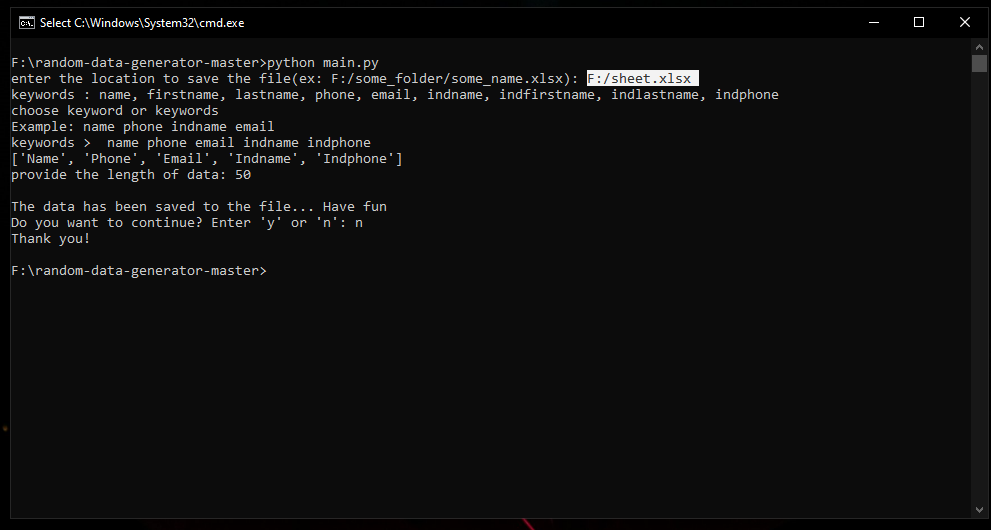 Select C:\Windows\System32\cmd.exe
F:\random-data-generator-master>python main.py
enter the location to save the file(ex: F:/some_folder/some_name.xlsx): F:/sheet.xlsx
keywords : name, firstname, lastname, phone, email, indname, indfirstname, indlastname, indphone
choose keyword or keywords
Example: name phone indname email
keywords >  name phone email indname indphone
['Name', 'Phone', 'Email', 'Indname', 'Indphone']
provide the length of data: 50
The data has been saved to the file... Have fun
Do you want to continue? Enter 'y' or 'n': n
Thank you!
F:\random-data-generator-master>